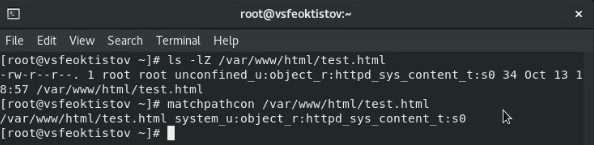 root@vsfeoktistov:~
File Edit View Search Terminal Help
[root@vsfeoktistov ~]# ls -lZ /var/www/html/test.html
-rw-r--r--. 1 root root unconfined_u:object_r:httpd_sys_content_t:s0 34 Oct 13 1
8:57 /var/www/html/test.html
[root@vsfeoktistov ~]# matchpathcon /var/www/html/test.html
/var/www/html/test.html system_u:object_r:httpd_sys_content_t:s0
[root@vsfeoktistov ~]#